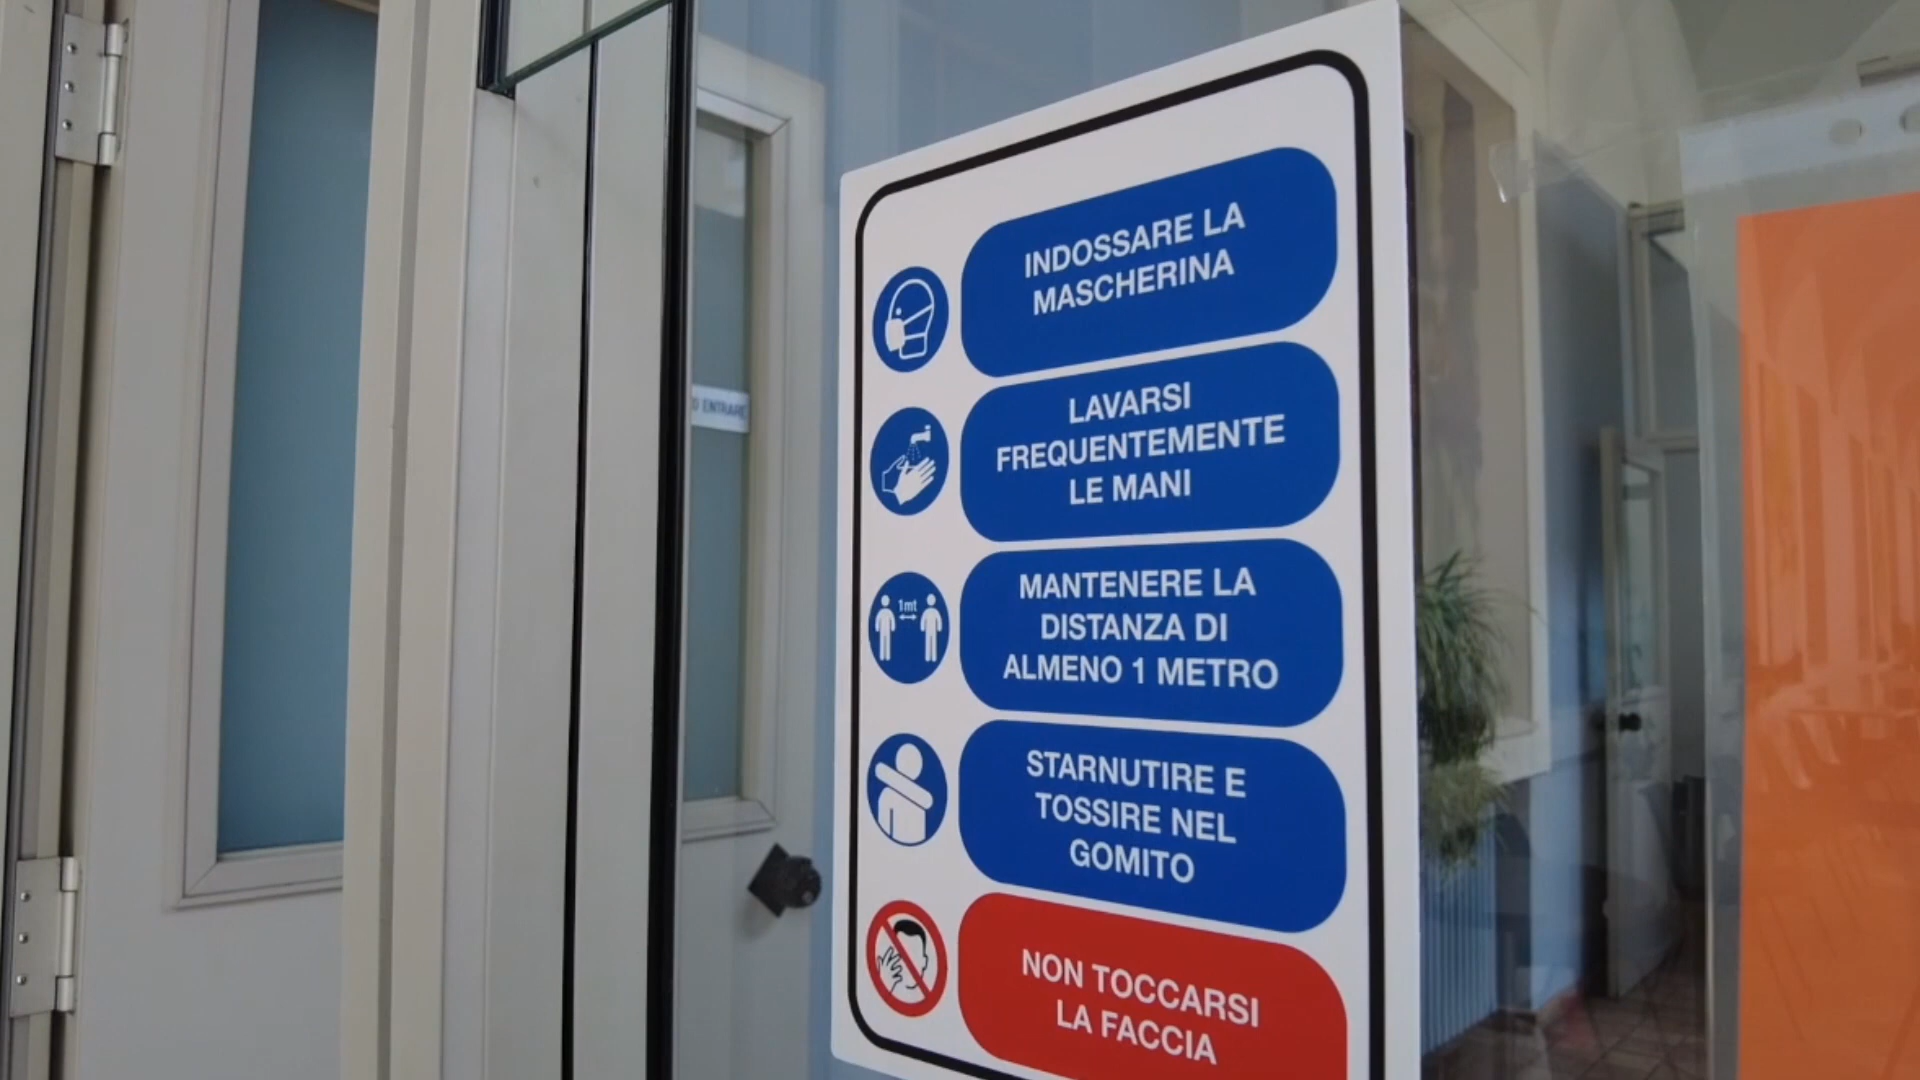 INDOSSARE LA
MASCHERINA
LAVARSI
FREQUENTEMENTE
LE MANI
1mt
MANTENERE LA
DISTANZA DI
ALMENO 1 METRO
STARNUTIRE E
TOSSIRE NEL
GOMITO
NON TOCCARSI
LA FACCIA
ENTRARE